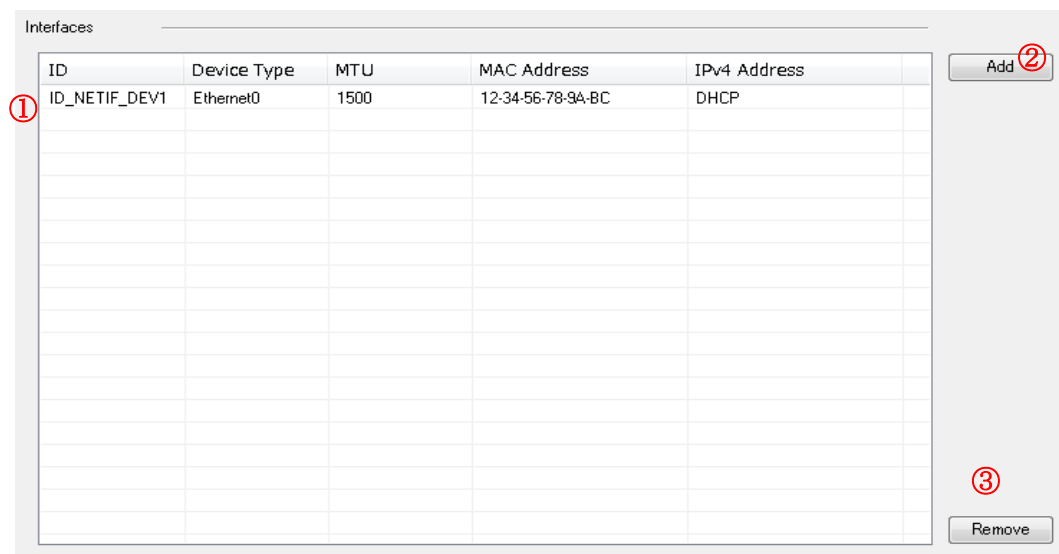 Interfaces
ID Device Type MTU MAC Address IPv4 Address Add ②
① ID_NETIF_DEV1 Ethernet0 1500 12-34-56-78-9A-BC DHCP
③
Remove